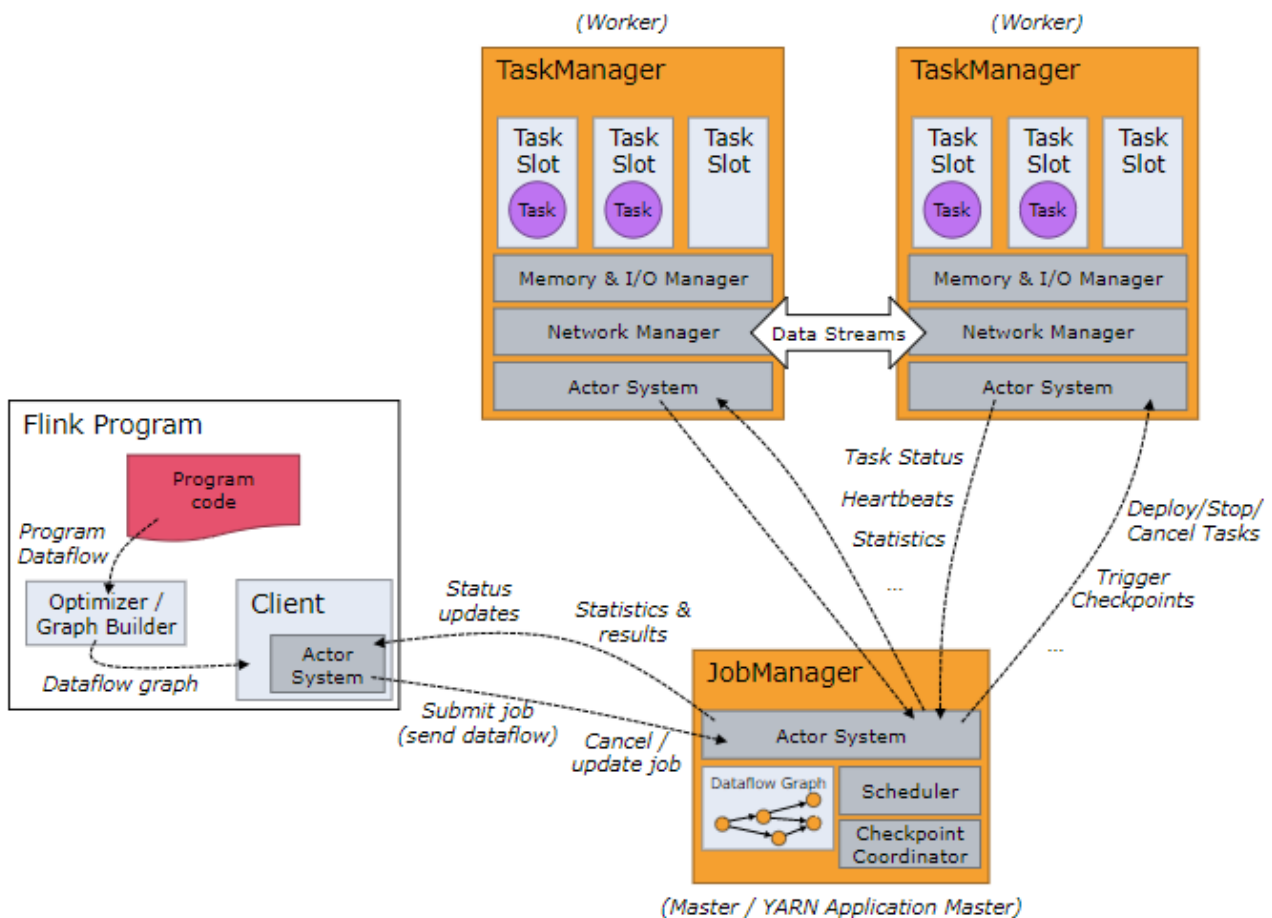 (Worker)
(Worker)
TaskManager
TaskManager
Task
Slot
Task
Slot
Task
Slot
Task
Slot
Task
Slot
Task
Slot
Task
Task
Task
Task
Memory & I/O Manager
Memory & I/O Manager
Network Manager
Data Streams
Network Manager
Actor System
Actor System
Flink Program
Program
code
Program
Dataflow
Optimizer /
Graph Builder
Dataflow graph
Client
Actor
System
Status
updates
Statistics &
results
Submit job
(send dataflow)
Cancel /
update job
Task Status
Heartbeats
Statistics
...
Deploy/Stop/
Cancel Tasks
Trigger
Checkpoints
...
JobManager
Actor System
Dataflow Graph
Scheduler
Checkpoint
Coordinator
(Master / YARN Application Master)